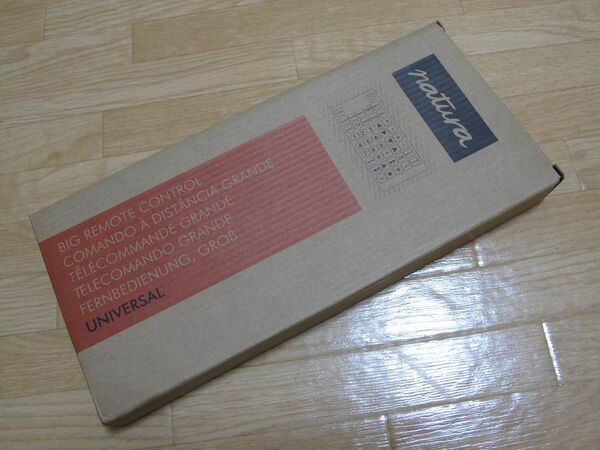 natura
BIG REMOTE CONTROL
COMANDO À DISTÂNCIA GRANDE
TÉLÉCOMMANDE GRANDE
TELECOMANDO GRANDE
FERNBEDIENUNG, GROß
UNIVERSAL